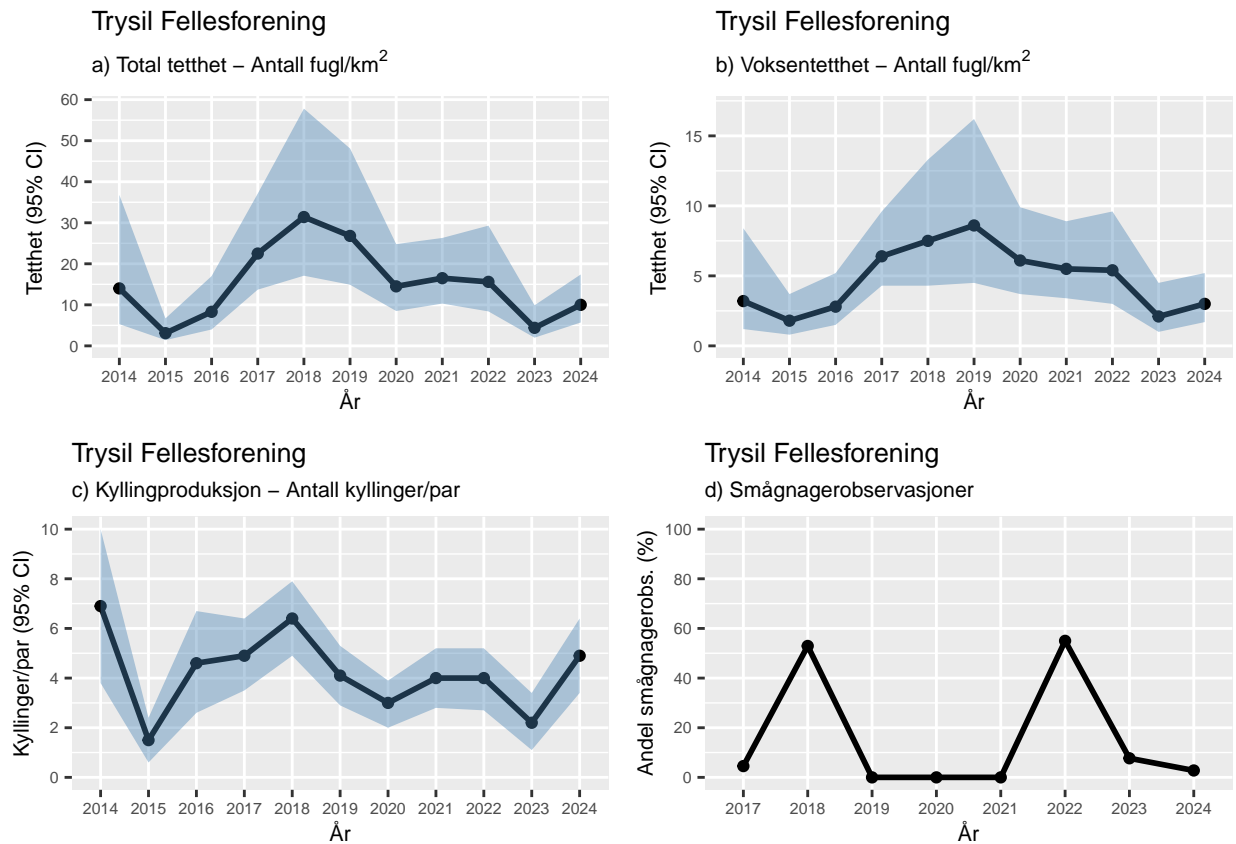 Trysil Fellesforening
a) Total tetthet – Antall fugl/km²
Tetthet (95% CI)
60
50
40
30
20
10
0
2014 2015 2016 2017 2018 2019 2020 2021 2022 2023 2024
År
Trysil Fellesforening
b) Voksentetthet – Antall fugl/km²
Tetthet (95% CI)
15
10
5
0
2014 2015 2016 2017 2018 2019 2020 2021 2022 2023 2024
År
Trysil Fellesforening
c) Kyllingproduksjon – Antall kyllinger/par
Kyllinger/par (95% CI)
10
8
6
4
2
0
2014 2015 2016 2017 2018 2019 2020 2021 2022 2023 2024
År
Trysil Fellesforening
d) Smågnagerobservasjoner
Andel smågnagerobs. (%)
100
80
60
40
20
0
2017 2018 2019 2020 2021 2022 2023 2024
År